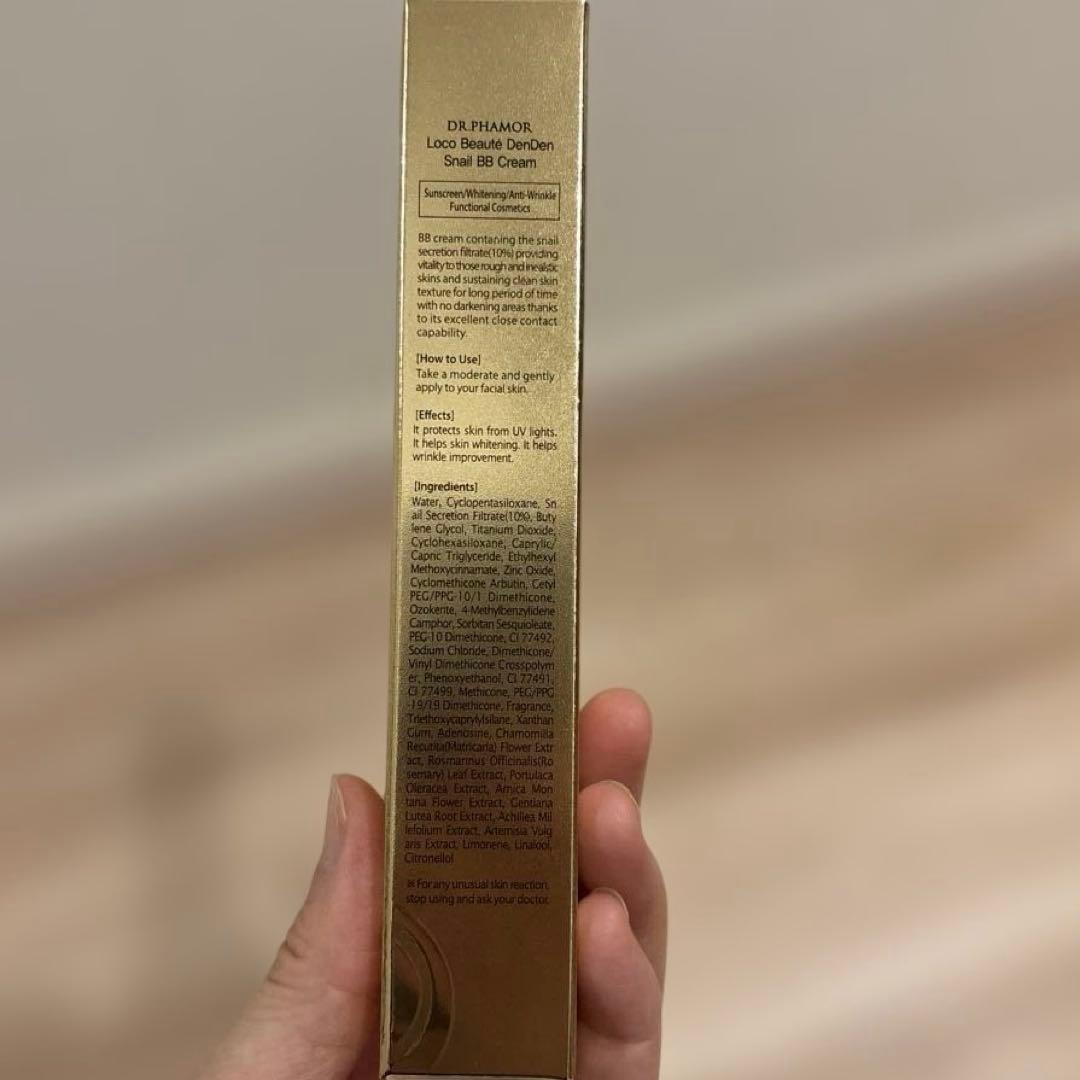 DR.PHAMOR
Loco Beauté DenDen
Snail BB Cream
Sunscreen/Whitening/Anti-Wrinkle
Functional Cosmetics
BB cream contaning the snail
secretion filtrate(10%) providing
vitality to those rough and inealstic
skins and sustaining clean skin
texture for long period of time
with no darkening areas thanks
to its excellent close contact
capability.
[How to Use]
Take a moderate and gently
apply to your facial skin.
[Effects]
It protects skin from UV lights.
It helps skin whitening. It helps
wrinkle improvement.
[Ingredients]
Water, Cyclopentasiloxane, Sn
ail Secretion Filtrate(10%), Buty
lene Glycol, Titanium Dioxide,
Cyclohexasiloxane, Caprylic/
Capric Triglyceride, Ethylhexyl
Methoxycinnamate, Zinc Oxide,
Cyclomethicone Arbutin, Cetyl
PEG/PPG-10/1 Dimethicone,
Ozokerite, 4-Methylbenzylidene
Camphor, Sorbitan Sesquioleate,
PEG-10 Dimethicone, CI 77492,
Sodium Chloride, Dimethicone/
Vinyl Dimethicone Crosspolym
er, Phenoxyethanol, CI 77491,
CI 77499, Methicone, PEG/PPG
-19/19 Dimethicone, Fragrance,
Triethoxycaprylylsilane, Xanthan
Gum, Adenosine, Chamomilla
Recutita(Matricaria) Flower Extr
act, Rosmarinus Officinalis(Ro
semary) Leaf Extract, Portulaca
Oleracea Extract, Arnica Mon
tana Flower Extract, Gentiana
Lutea Root Extract, Achillea Mil
lefolium Extract, Artemisia Vulg
aris Extract, Limonene, Linalool,
Citronellol
※ For any unusual skin reaction,
stop using and ask your doctor.